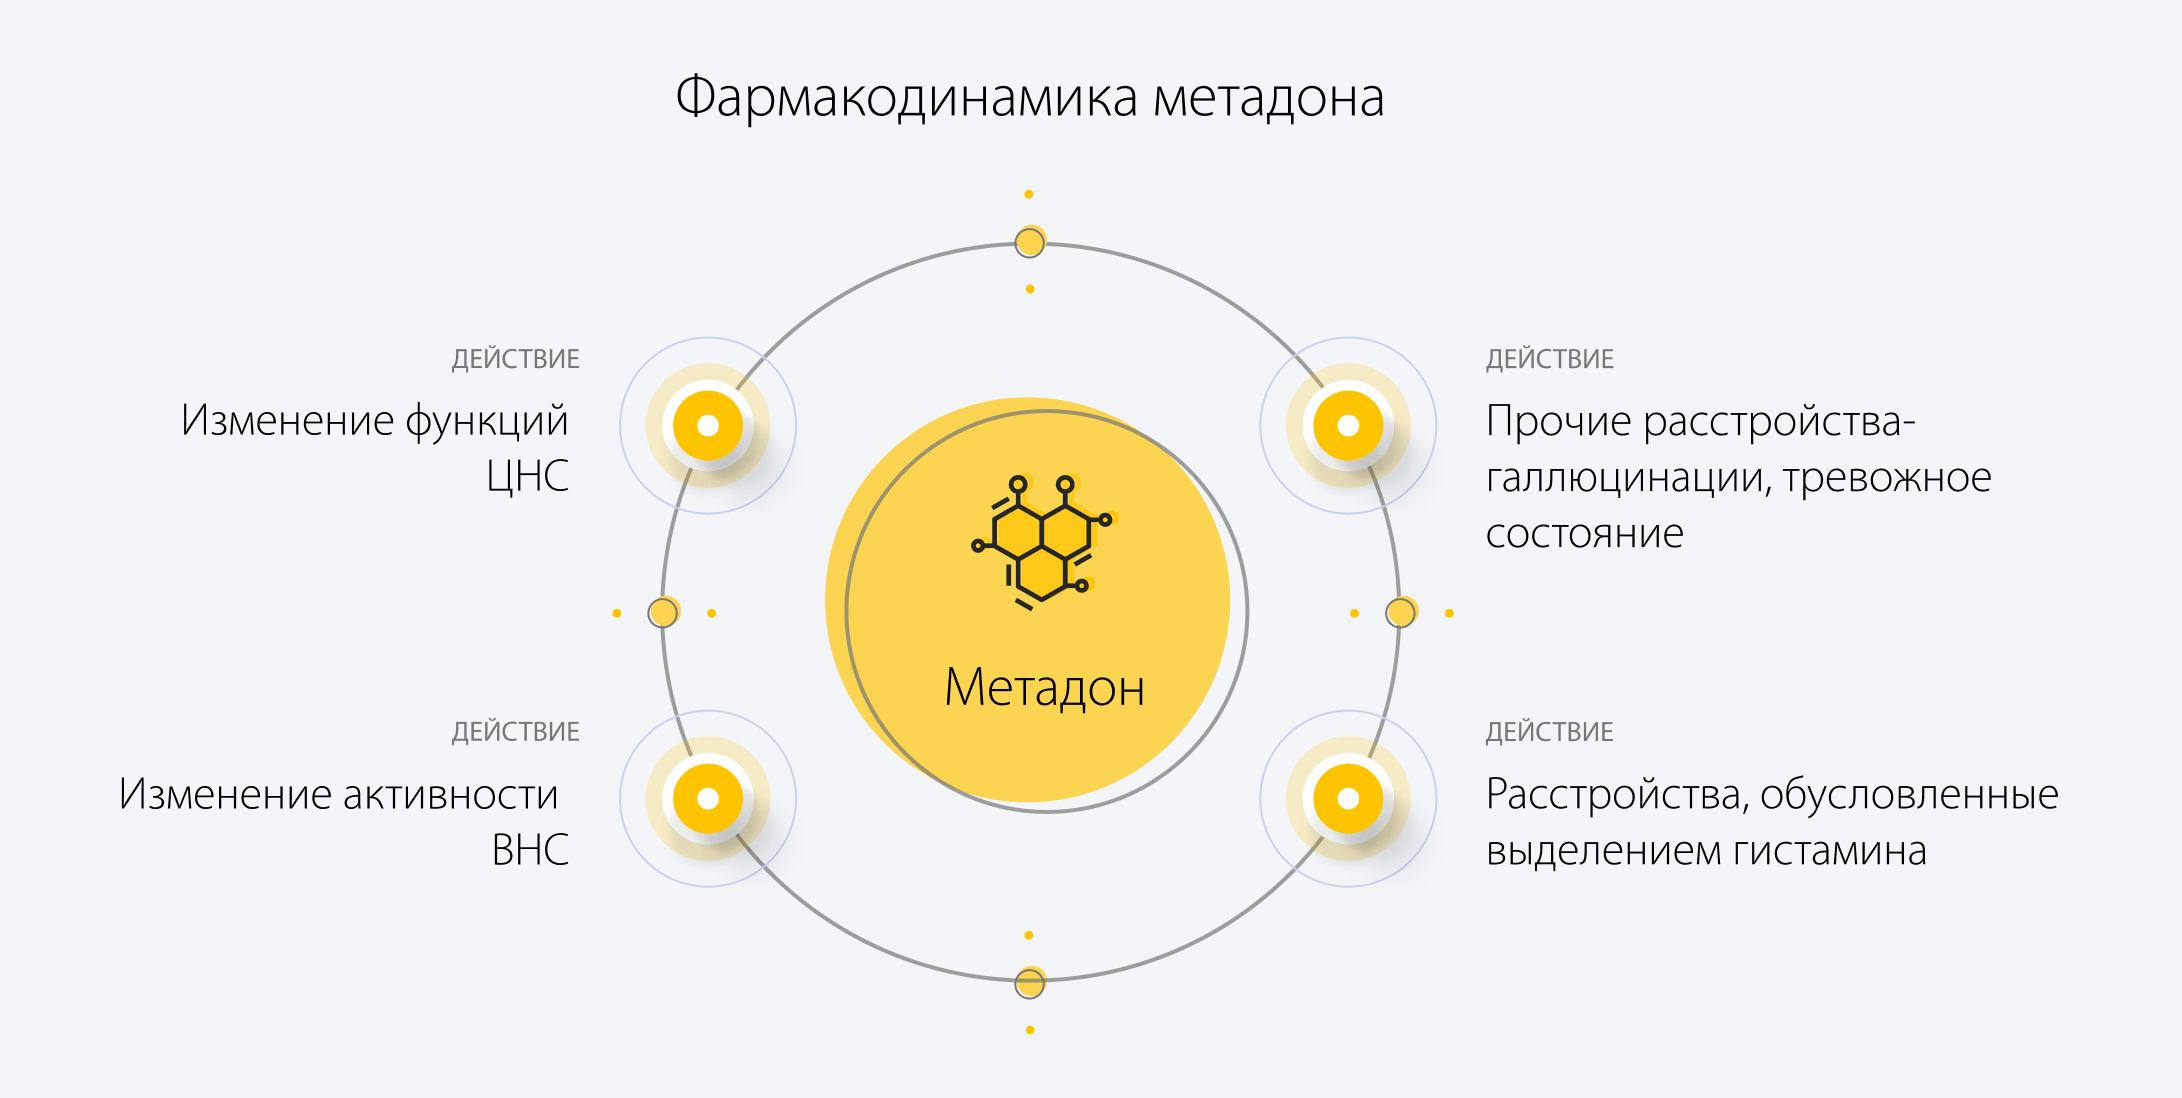 Фармакодинамика метадона
ДЕЙСТВИЕ
Изменение функций
ЦНС
ДЕЙСТВИЕ
Прочие расстройства-
галлюцинации, тревожное
состояние
Метадон
ДЕЙСТВИЕ
Изменение активности
ВНС
ДЕЙСТВИЕ
Расстройства, обусловленные
выделением гистамина